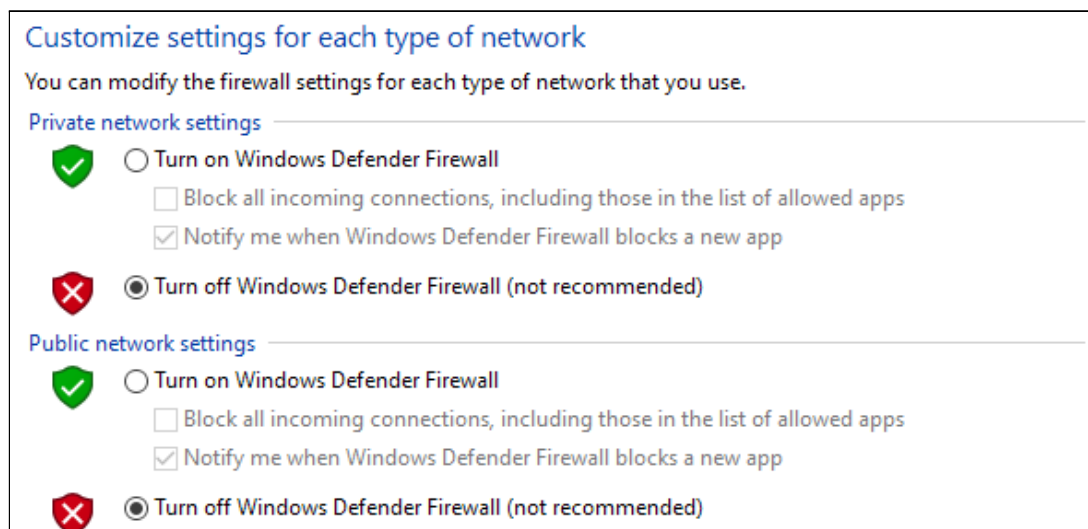 Customize settings for each type of network
You can modify the firewall settings for each type of network that you use.
Private network settings
Turn on Windows Defender Firewall
Block all incoming connections, including those in the list of allowed apps
Notify me when Windows Defender Firewall blocks a new app
Turn off Windows Defender Firewall (not recommended)
Public network settings
Turn on Windows Defender Firewall
Block all incoming connections, including those in the list of allowed apps
Notify me when Windows Defender Firewall blocks a new app
Turn off Windows Defender Firewall (not recommended)